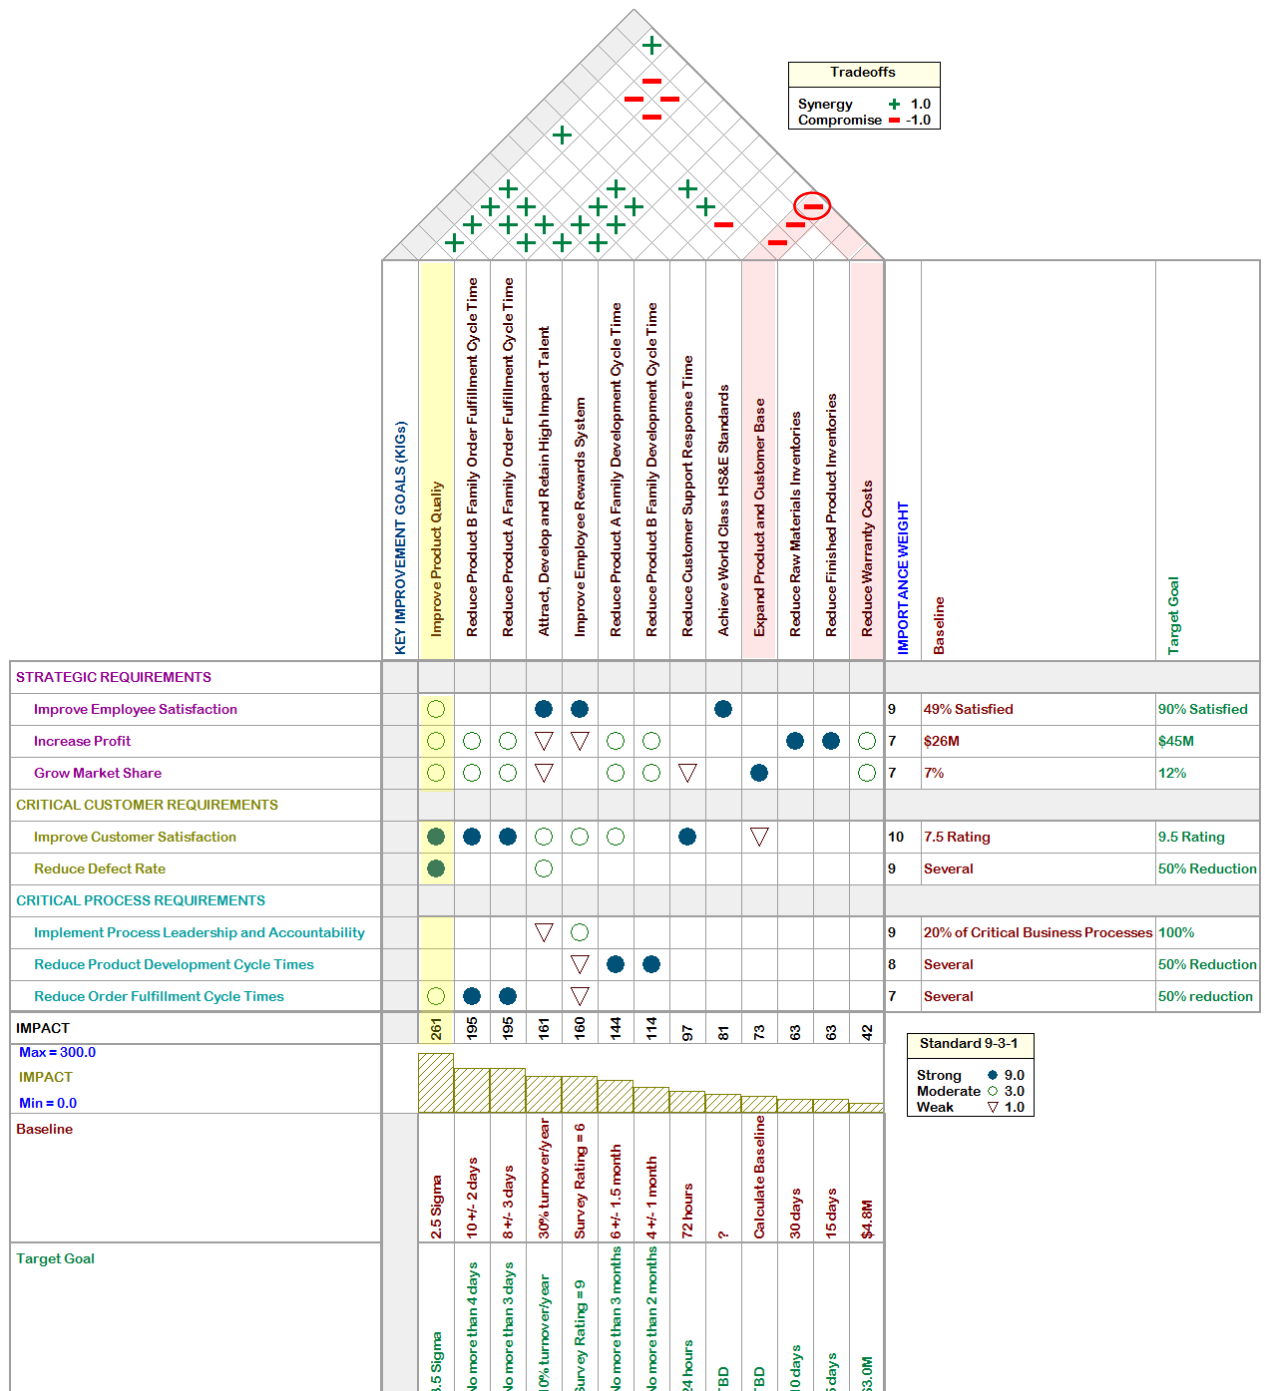 Tradeoffs
Synergy + 1.0
Compromise -1.0
KEY IMPROVEMENT GOALS (KIGs)
Improve Product Qualiy
Reduce Product B Family Order Fulfillment Cycle Time
Reduce Product A Family Order Fulfillment Cycle Time
Attract, Develop and Retain High Impact Talent
Improve Employee Rewards System
Reduce Product A Family Development Cycle Time
Reduce Product B Family Development Cycle Time
Reduce Customer Support Response Time
Achieve World Class HS&E Standards
Expand Product and Customer Base
Reduce Raw Materials Inventories
Reduce Finished Product Inventories
Reduce Warranty Costs
IMPORTANCE WEIGHT
Baseline
Target Goal
STRATEGIC REQUIREMENTS
Improve Employee Satisfaction 9 49% Satisfied 90% Satisfied
Increase Profit 7 $26M $45M
Grow Market Share 7 7% 12%
CRITICAL CUSTOMER REQUIREMENTS
Improve Customer Satisfaction 10 7.5 Rating 9.5 Rating
Reduce Defect Rate 9 Several 50% Reduction
CRITICAL PROCESS REQUIREMENTS
Implement Process Leadership and Accountability 9 20% of Critical Business Processes 100%
Reduce Product Development Cycle Times 8 Several 50% Reduction
Reduce Order Fulfillment Cycle Times 7 Several 50% reduction
IMPACT 261 195 195 161 160 144 114 97 81 73 63 63 42
Max = 300.0
IMPACT
Min = 0.0
Standard 9-3-1
Strong 9.0
Moderate 3.0
Weak 1.0
Baseline
2.5 Sigma
10 +/- 2 days
8 +/- 3 days
30% turnover/year
Survey Rating = 6
6 +/- 1.5 month
4 +/- 1 month
72 hours
?
Calculate Baseline
30 days
15 days
$4.8M
Target Goal
.5 Sigma
No more than 4 days
No more than 3 days
10% turnover/year
Survey Rating = 9
No more than 3 months
No more than 2 months
24 hours
TBD
TBD
10 days
5 days
$3.0M